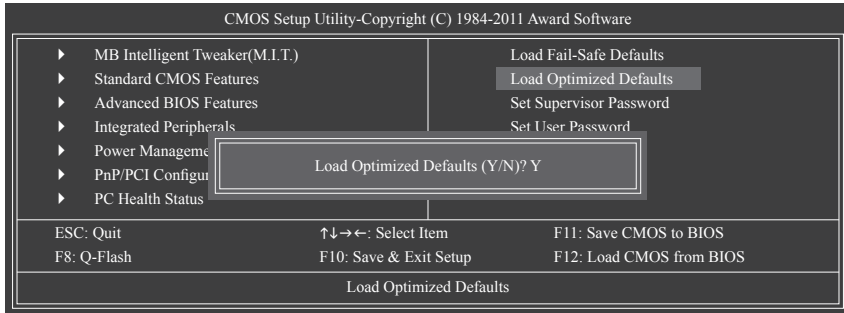 CMOS Setup Utility-Copyright (C) 1984-2011 Award Software
MB Intelligent Tweaker(M.I.T.)
Standard CMOS Features
Advanced BIOS Features
Integrated Peripherals
Power Manageme
PnP/PCI Configur
PC Health Status
Load Fail-Safe Defaults
Load Optimized Defaults
Set Supervisor Password
Set User Password
Load Optimized Defaults (Y/N)? Y
ESC: Quit ↑↓→←: Select Item F11: Save CMOS to BIOS
F8: Q-Flash F10: Save & Exit Setup F12: Load CMOS from BIOS
Load Optimized Defaults